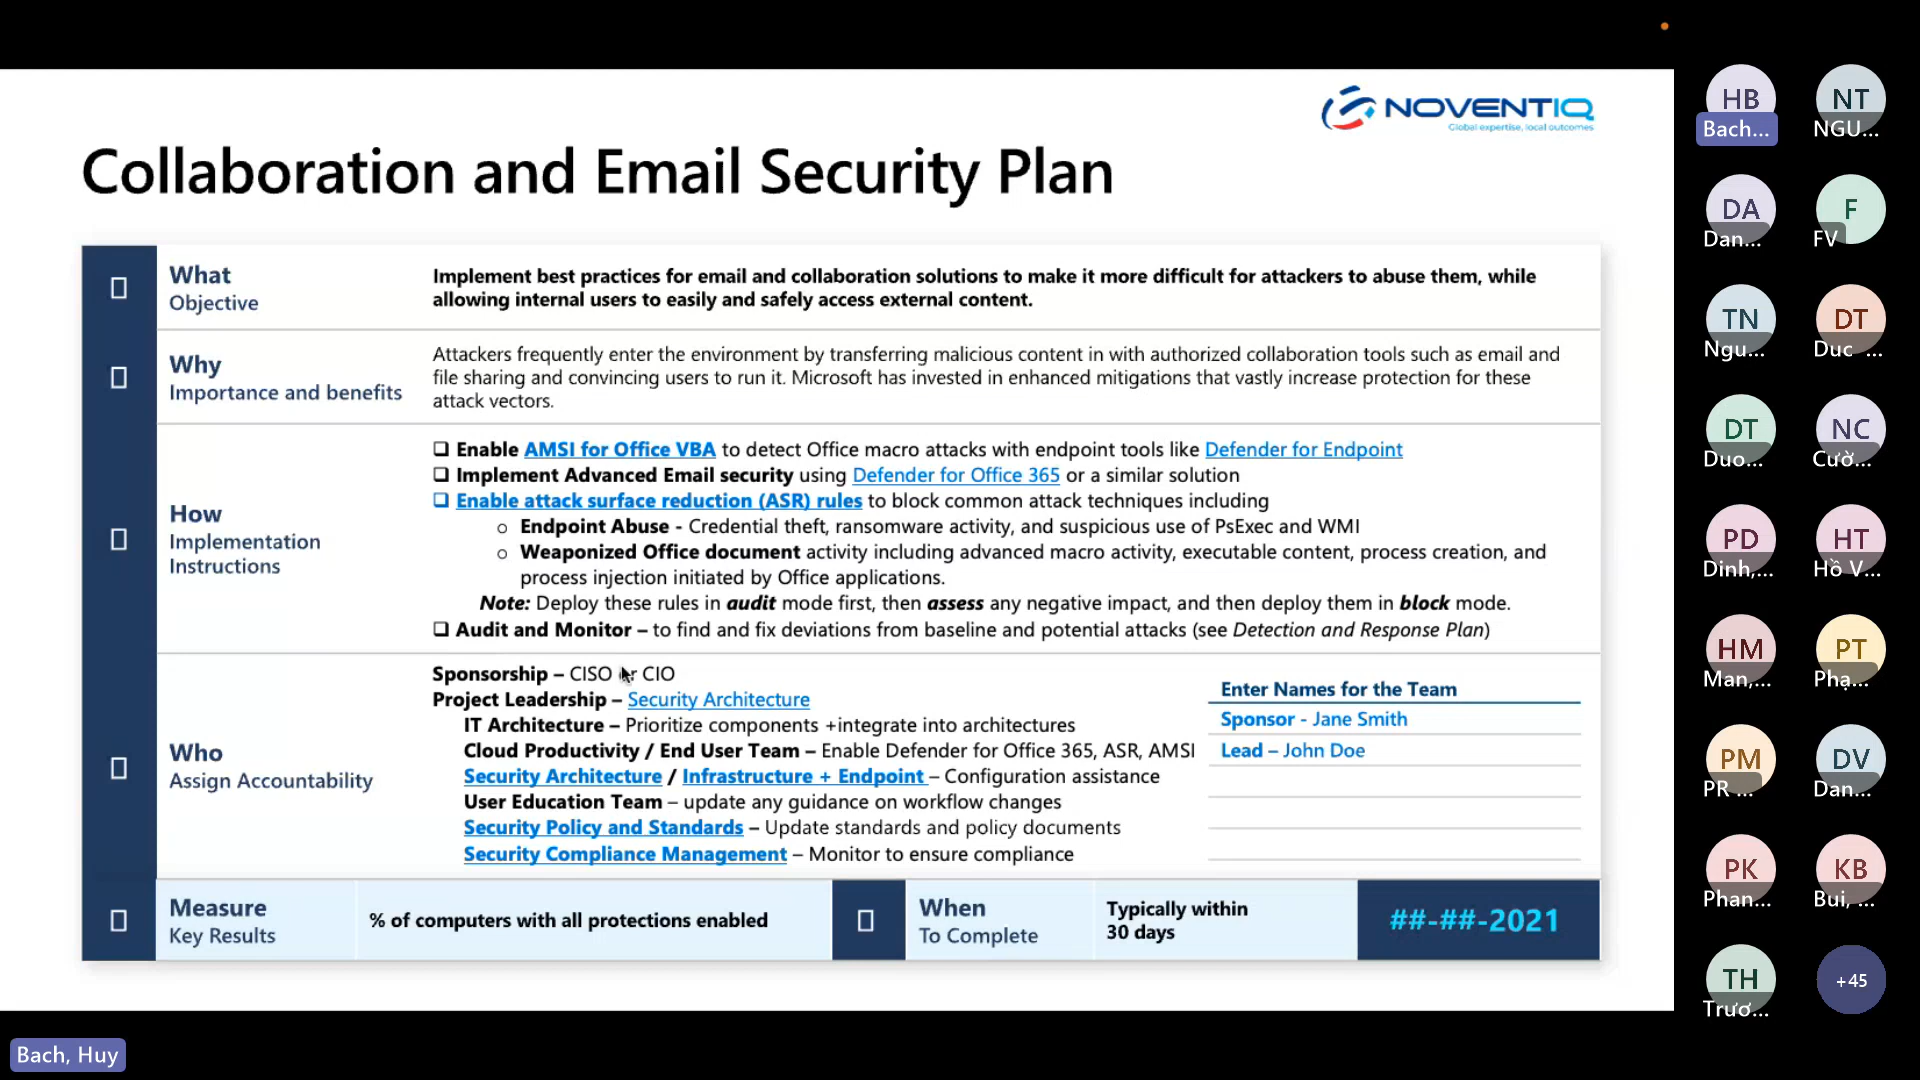 NOVENTIQ
Global expertise, local outcomes
Collaboration and Email Security Plan
What
Objective
Implement best practices for email and collaboration solutions to make it more difficult for attackers to abuse them, while
allowing internal users to easily and safely access external content.
Why
Importance and benefits
Attackers frequently enter the environment by transferring malicious content in with authorized collaboration tools such as email and
file sharing and convincing users to run it. Microsoft has invested in enhanced mitigations that vastly increase protection for these
attack vectors.
How
Implementation
Instructions
❑ Enable AMSI for Office VBA to detect Office macro attacks with endpoint tools like Defender for Endpoint
❑ Implement Advanced Email security using Defender for Office 365 or a similar solution
❑ Enable attack surface reduction (ASR) rules to block common attack techniques including
o Endpoint Abuse - Credential theft, ransomware activity, and suspicious use of PsExec and WMI
o Weaponized Office document activity including advanced macro activity, executable content, process creation, and
process injection initiated by Office applications.
Note: Deploy these rules in audit mode first, then assess any negative impact, and then deploy them in block mode.
❑ Audit and Monitor – to find and fix deviations from baseline and potential attacks (see Detection and Response Plan)
Who
Assign Accountability
Sponsorship – CISO or CIO
Project Leadership – Security Architecture
IT Architecture – Prioritize components +integrate into architectures
Cloud Productivity / End User Team – Enable Defender for Office 365, ASR, AMSI
Security Architecture / Infrastructure + Endpoint – Configuration assistance
User Education Team – update any guidance on workflow changes
Security Policy and Standards – Update standards and policy documents
Security Compliance Management – Monitor to ensure compliance
Enter Names for the Team
Sponsor - Jane Smith
Lead – John Doe
Measure
Key Results
% of computers with all protections enabled
When
To Complete
Typically within
30 days
##-##-2021
HB
Bach...
NT
NGU...
DA
Dan...
F
FV
TN
Ngu...
DT
Duc ...
DT
Duo...
NC
Cườ...
PD
Dinh,...
HT
Hồ V...
HM
Man,...
PT
Phạ...
PM
PR ...
DV
Dan...
PK
Phan...
KB
Bui, ...
TH
Trươ...
+45
Bach, Huy